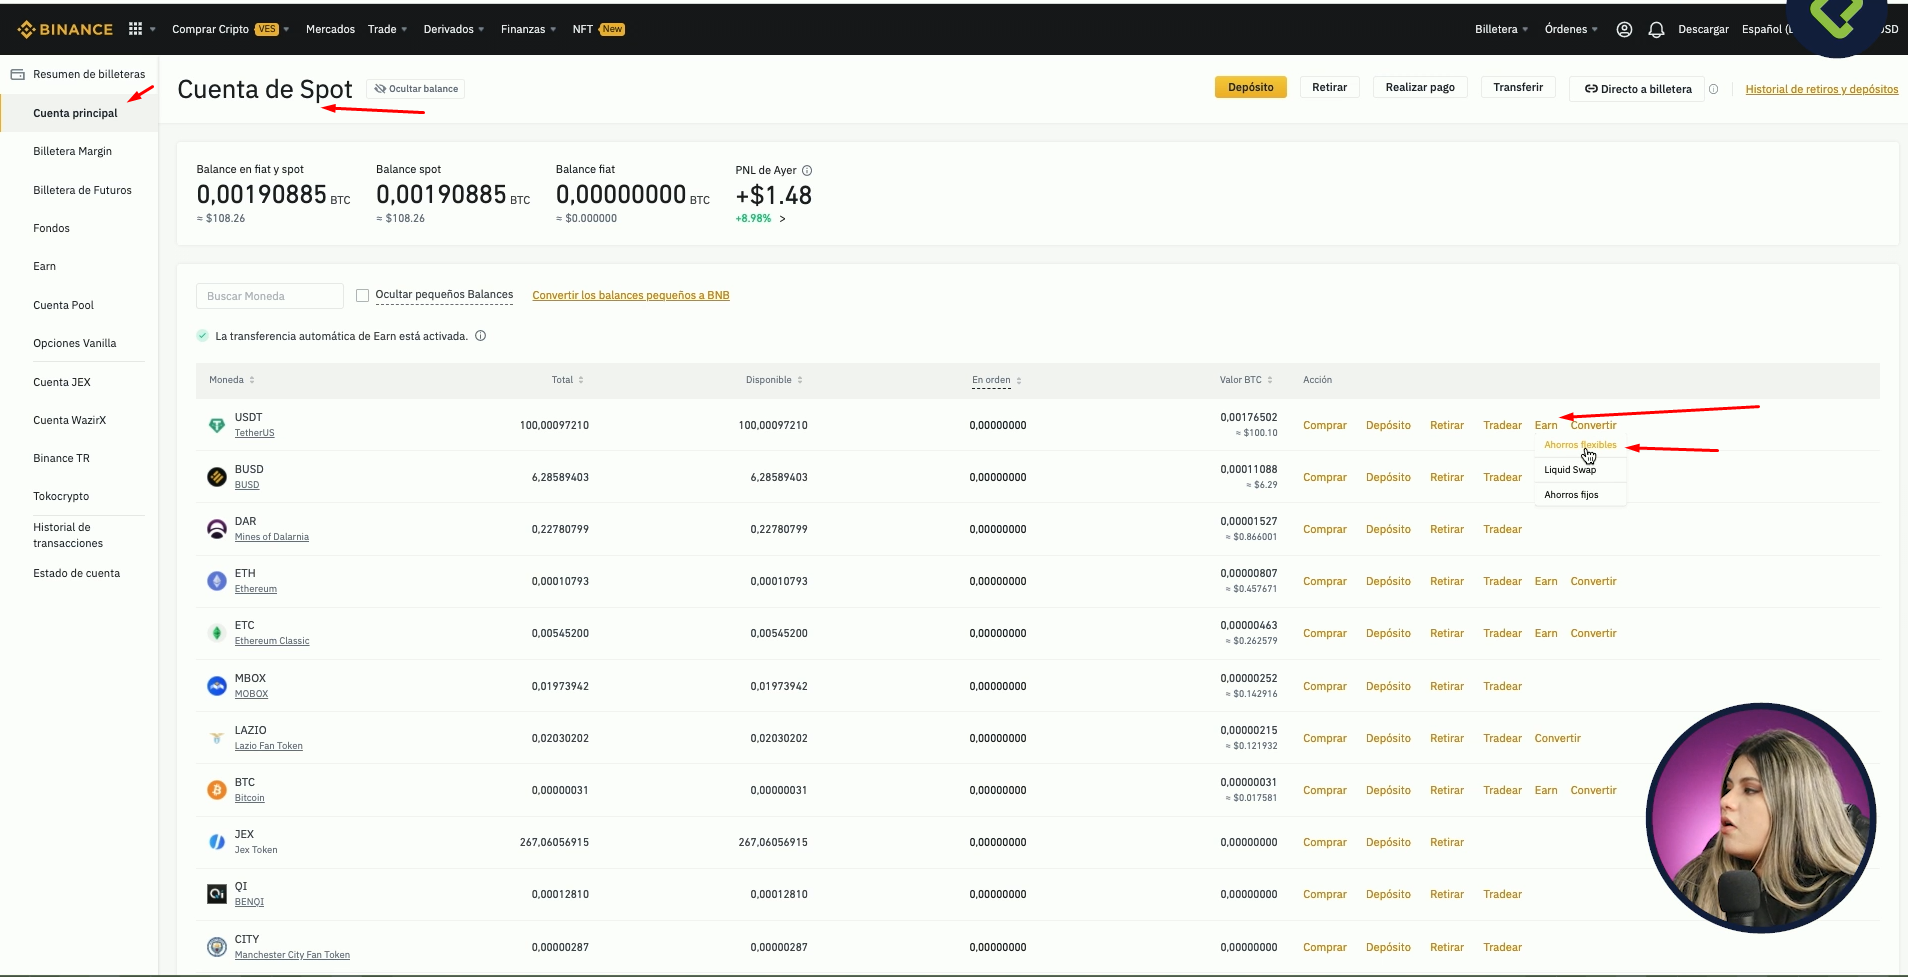 BINANCE
Comprar Cripto VES
Mercados
Trade
Derivados
Finanzas
NFT New
Billetera
Órdenes
Descargar
Español
Resumen de billeteras
Cuenta principal
Billetera Margin
Billetera de Futuros
Fondos
Earn
Cuenta Pool
Opciones Vanilla
Cuenta JEX
Cuenta WazirX
Binance TR
Tokocrypto
Historial de
transacciones
Estado de cuenta
Cuenta de Spot
Ocultar balance
Depósito
Retirar
Realizar pago
Transferir
Directo a billetera
Historial de retiros y depósitos
Balance en fiat y spot
0,00190885 BTC
≈ $108.26
Balance spot
0,00190885 BTC
≈ $108.26
Balance fiat
0,00000000 BTC
≈ $0.000000
PNL de Ayer
+$1.48
+8.98% >
Buscar Moneda
Ocultar pequeños Balances
Convertir los balances pequeños a BNB
La transferencia automática de Earn está activada.
Moneda Total Disponible En orden Valor BTC Acción
USDT
TetherUS
100,00097210 100,00097210 0,00000000
0,00176502
≈ $100.10
Comprar Depósito Retirar Tradear Earn Convertir
Ahorros flexibles
Liquid Swap
Ahorros fijos
BUSD
BUSD
6,28589403 6,28589403 0,00000000
0,00011088
≈ $6.29
Comprar Depósito Retirar Tradear
DAR
Mines of Dalarnia
0,22780799 0,22780799 0,00000000
0,00001527
≈ $0.866001
Comprar Depósito Retirar Tradear
ETH
Ethereum
0,00010793 0,00010793 0,00000000
0,00000807
≈ $0.457671
Comprar Depósito Retirar Tradear Earn Convertir
ETC
Ethereum Classic
0,00545200 0,00545200 0,00000000
0,00000463
≈ $0.262579
Comprar Depósito Retirar Tradear Earn Convertir
MBOX
MOBOX
0,01973942 0,01973942 0,00000000
0,00000252
≈ $0.142916
Comprar Depósito Retirar Tradear
LAZIO
Lazio Fan Token
0,02030202 0,02030202 0,00000000
0,00000215
≈ $0.121932
Comprar Depósito Retirar Tradear Convertir
BTC
Bitcoin
0,00000031 0,00000031 0,00000000
0,00000031
≈ $0.017581
Comprar Depósito Retirar Tradear Earn Convertir
JEX
Jex Token
267,06056915 267,06056915 0,00000000 0,00000000
Comprar Depósito Retirar
QI
BENQI
0,00012810 0,00012810 0,00000000 0,00000000
Comprar Depósito Retirar Tradear
CITY
Manchester City Fan Token
0,00000287 0,00000287 0,00000000 0,00000000
Comprar Depósito Retirar Tradear